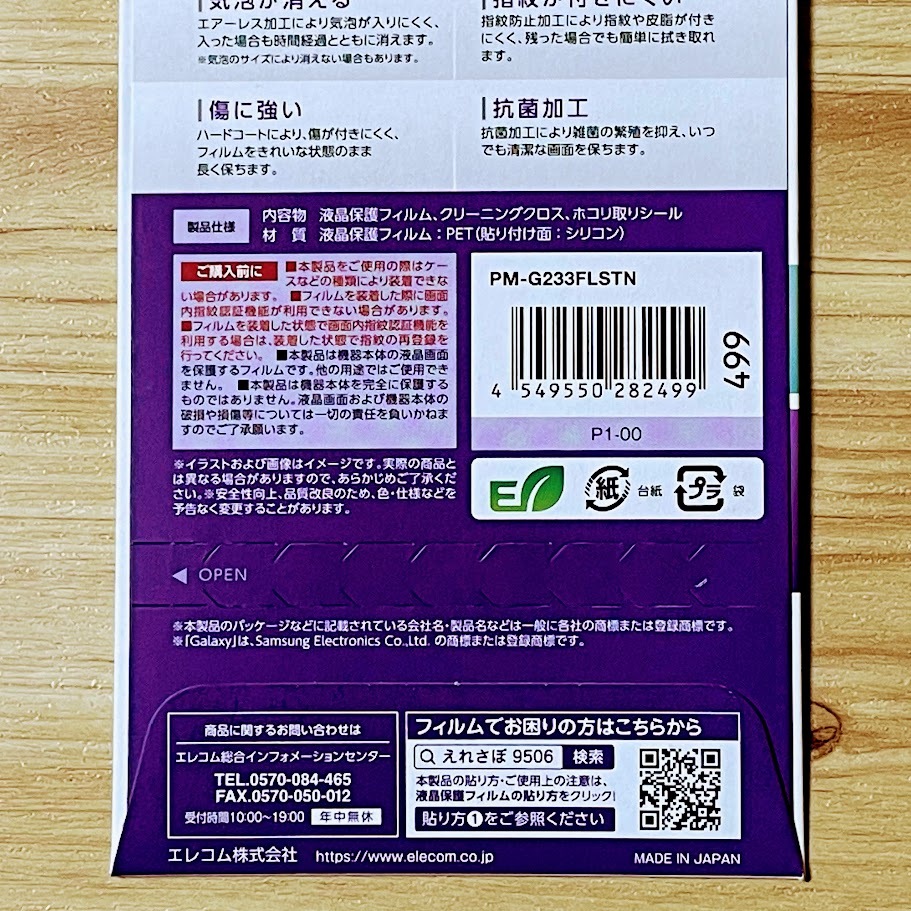 気泡が消える
エアーレス加工により気泡が入りにくく、
入った場合も時間経過とともに消えます。
※気泡のサイズにより消えない場合もあります。
指紋が付きにくい
指紋防止加工により指紋や皮脂が付き
にくく、残った場合でも簡単に拭き取れ
ます。
傷に強い
ハードコートにより、傷が付きにくく、
フィルムをきれいな状態のまま
長く保ちます。
抗菌加工
抗菌加工により雑菌の繁殖を抑え、いつ
でも清潔な画面を保ちます。
製品仕様
内容物 液晶保護フィルム、クリーニングクロス、ホコリ取りシール
材 質 液晶保護フィルム：PET（貼り付け面：シリコン）
ご購入前に ■本製品をご使用の際はケー
スなどの種類により装着できな
い場合があります。 ■フィルムを装着した際に画面
内指紋認証機能が利用できない場合があります。
■フィルムを装着した状態で画面内指紋認証機能を
利用する場合は、装着した状態で指紋の再登録を
行ってください。 ■本製品は機器本体の液晶画面
を保護するフィルムです。他の用途ではご使用でき
ません。 ■本製品は機器本体を完全に保護する
ものではありません。液晶画面および機器本体の
破損や損傷等については一切の責任を負いかねま
すのでご了承願います。
※イラストおよび画像はイメージです。実際の商品と
は異なる場合がありますので、あらかじめご了承くださ
い。※安全性向上、品質改良のため、色・仕様などを
予告なく変更することがあります。
PM-G233FLSTN
4 549550 282499
499
P1-00
紙 台紙 プラ 袋
OPEN
※本製品のパッケージなどに記載されている会社名・製品名などは一般に各社の商標または登録商標です。
※「Galaxy」は、Samsung Electronics Co.,Ltd. の商標または登録商標です。
商品に関するお問い合わせは
エレコム総合インフォメーションセンター
TEL.0570-084-465
FAX.0570-050-012
受付時間10:00～19:00 年中無休
フィルムでお困りの方はこちらから
えれさぽ 9506 検索
本製品の貼り方・ご使用上の注意は、
液晶保護フィルムの貼り方をクリック!
貼り方❶をご参照ください
エレコム株式会社 https://www.elecom.co.jp
MADE IN JAPAN